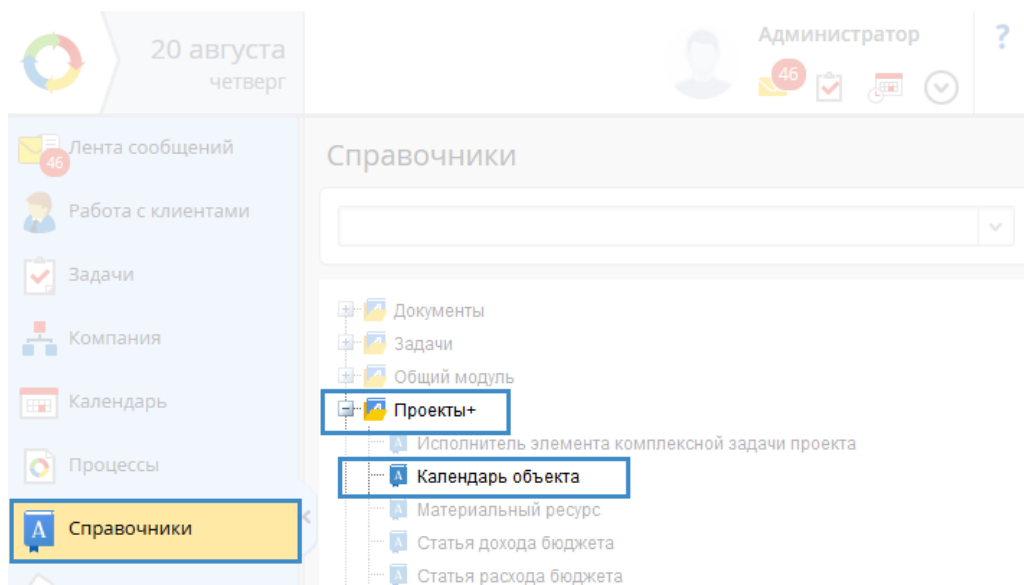 20 августа
четверг
Администратор
46
?
Лента сообщений
46
Работа с клиентами
Задачи
Компания
Календарь
Процессы
Справочники
Справочники
Документы
Задачи
Общий модуль
Проекты+
Исполнитель элемента комплексной задачи проекта
Календарь объекта
Материальный ресурс
Статья дохода бюджета
Статья расхода бюджета